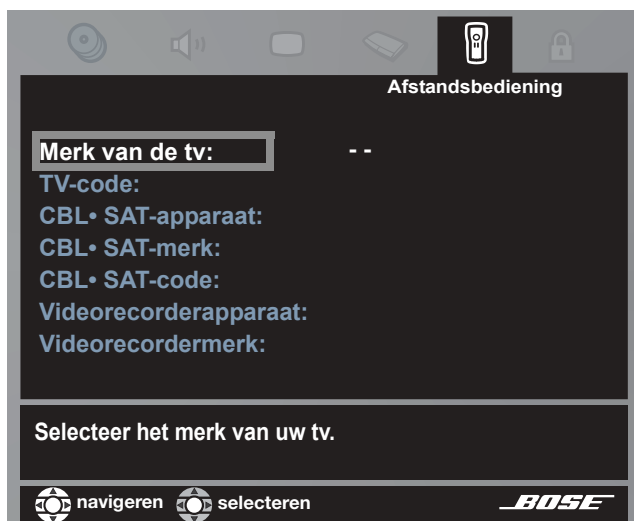 Afstandsbediening
Merk van de tv: - -
TV-code:
CBL• SAT-apparaat:
CBL• SAT-merk:
CBL• SAT-code:
Videorecorderapparaat:
Videorecordermerk:
Selecteer het merk van uw tv.
navigeren selecteren BOSE